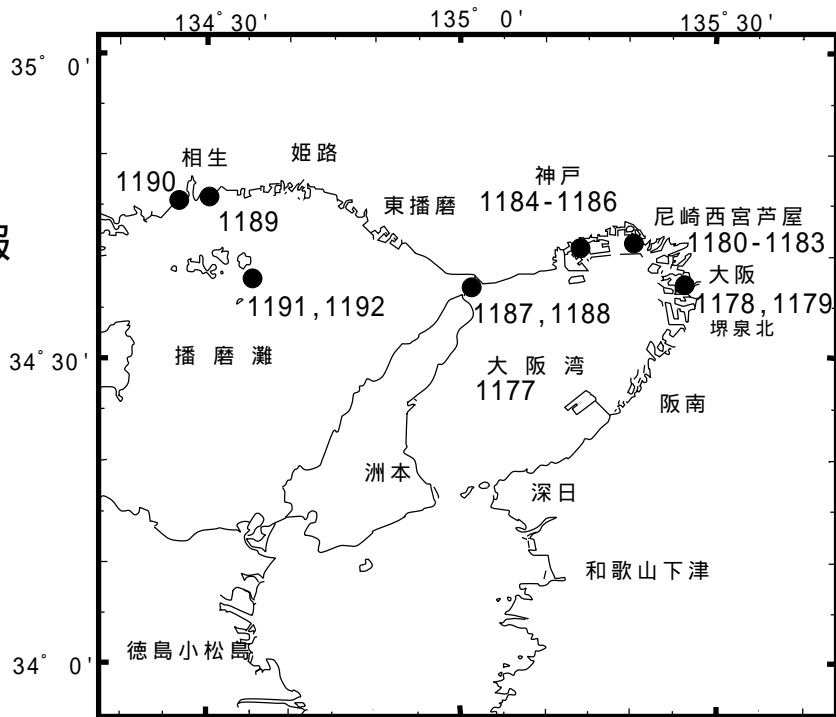 134°30' 135° 0' 135°30'
35° 0'
相生 姫路
1190
神戸
1184-1186
東播磨
1189
尼崎西宮芦屋
1180-1183
報
大阪
1191,1192
1187,1188
1178,1179
堺泉北
34°30'
播磨灘
大阪湾
1177
阪南
洲本
深日
和歌山下津
徳島小松島
34° 0'